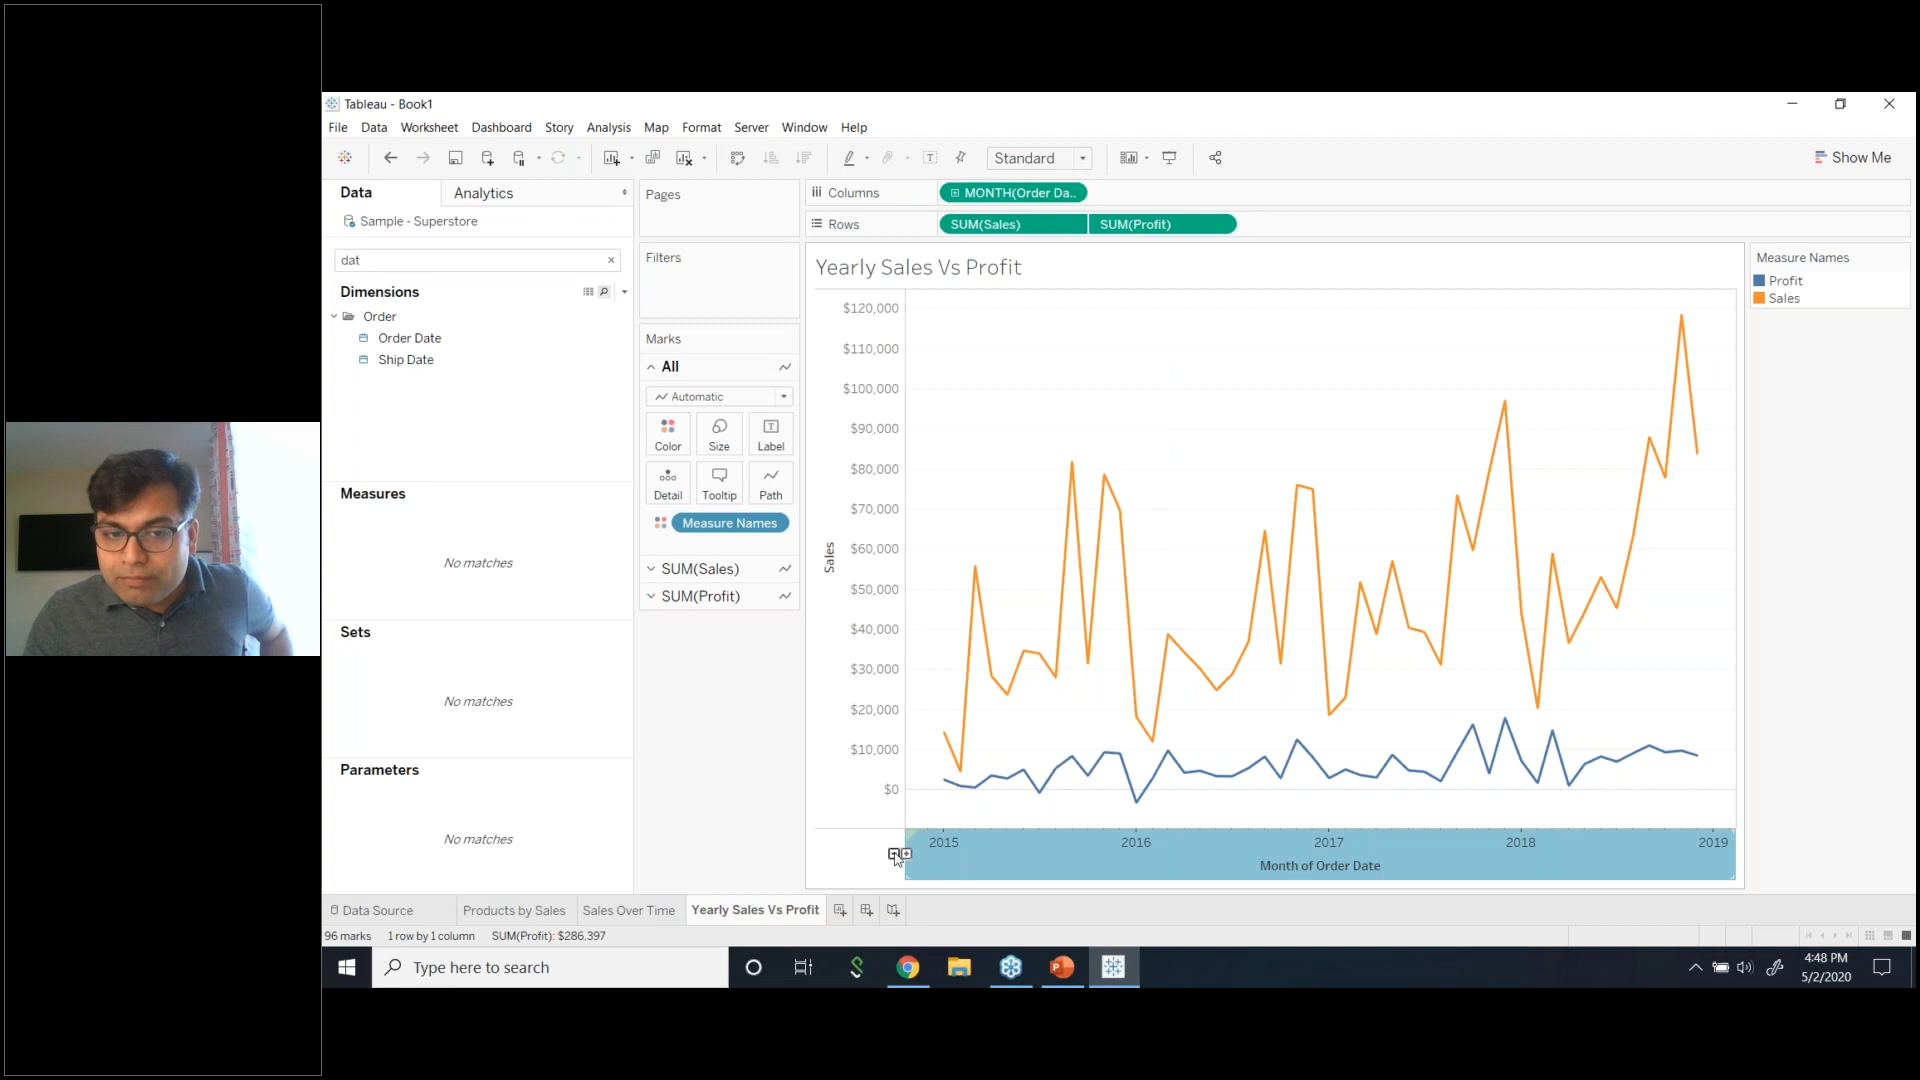 Tableau - Book1
File Data Worksheet Dashboard Story Analysis Map Format Server Window Help
Standard
Show Me
Data
Analytics
Sample - Superstore
dat
Dimensions
Order
Order Date
Ship Date
Measures
No matches
Sets
No matches
Parameters
No matches
Pages
Filters
Marks
All
Automatic
Color Size Label
Detail Tooltip Path
Measure Names
SUM(Sales)
SUM(Profit)
Columns
MONTH(Order Da..
Rows
SUM(Sales) SUM(Profit)
Yearly Sales Vs Profit
$120,000
$110,000
$100,000
$90,000
$80,000
$70,000
$60,000
$50,000
$40,000
$30,000
$20,000
$10,000
$0
Sales
2015 2016 2017 2018 2019
Month of Order Date
Measure Names
Profit
Sales
Data Source Products by Sales Sales Over Time Yearly Sales Vs Profit
96 marks 1 row by 1 column SUM(Profit): $286,397
Type here to search
4:48 PM
5/2/2020